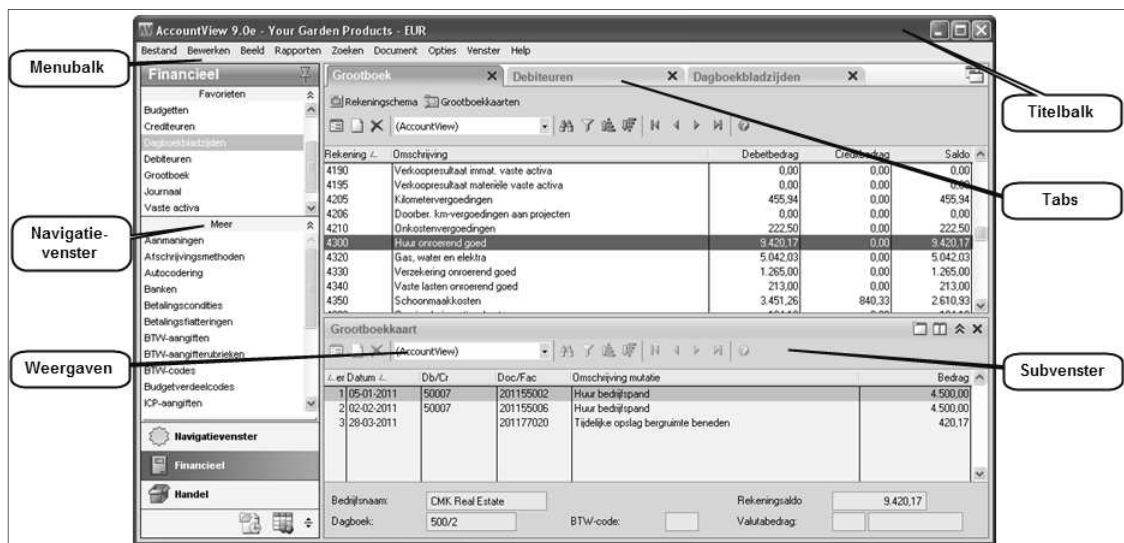 AccountView 9.0e - Your Garden Products - EUR
Bestand Bewerken Beeld Rapporten Zoeken Document Opties Venster Help
Menubalk
Titelbalk
Financieel
Favorieten
Budgetten
Crediteuren
Dagboekbladzijden
Debiteuren
Grootboek
Journaal
Vaste activa
Meer
Navigatie-
venster
Aanmaningen
Afschrijvingsmethoden
Autocodering
Banken
Betalingscondities
Betalingsfiatteringen
BTW-aangiften
BTW-aangifterubrieken
BTW-codes
Budgetverdeelcodes
ICP-aangiften
Weergaven
Navigatievenster
Financieel
Handel
Grootboek Debiteuren Dagboekbladzijden
Tabs
Rekeningschema Grootboekkaarten
(AccountView)
Rekening Omschrijving Debetbedrag Creditbedrag Saldo
4190 Verkoopresultaat immat. vaste activa 0,00 0,00 0,00
4195 Verkoopresultaat materiële vaste activa 0,00 0,00 0,00
4205 Kilometervergoedingen 455,94 0,00 455,94
4206 Doorber. km-vergoedingen aan projecten 0,00 0,00 0,00
4210 Onkostenvergoedingen 222,50 0,00 222,50
4300 Huur onroerend goed 9.420,17 0,00 9.420,17
4320 Gas, water en elektra 5.042,03 0,00 5.042,03
4330 Verzekering onroerend goed 1.265,00 0,00 1.265,00
4340 Vaste lasten onroerend goed 213,00 0,00 213,00
4350 Schoonmaakkosten 3.451,26 840,33 2.610,93
Grootboekkaart
(AccountView)
Subvenster
er Datum Db/Cr Doc/Fac Omschrijving mutatie Bedrag
1 05-01-2011 50007 201155002 Huur bedrijfspand 4.500,00
2 02-02-2011 50007 201155006 Huur bedrijfspand 4.500,00
3 28-03-2011 201177020 Tijdelijke opslag bergruimte beneden 420,17
Bedrijfsnaam: CMK Real Estate Rekeningsaldo 9.420,17
Dagboek: 500/2 BTW-code: Valutabedrag: